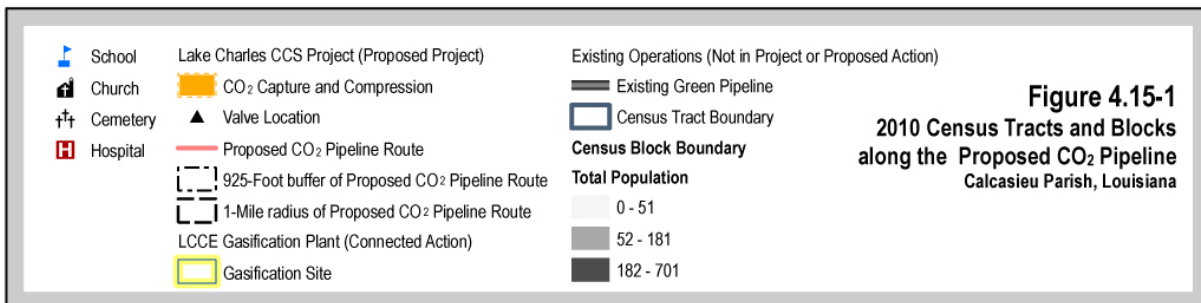 School
Church
Cemetery
H Hospital
Lake Charles CCS Project (Proposed Project)
CO2 Capture and Compression
Valve Location
Proposed CO2 Pipeline Route
925-Foot buffer of Proposed CO2 Pipeline Route
1-Mile radius of Proposed CO2 Pipeline Route
LCCE Gasification Plant (Connected Action)
Gasification Site
Existing Operations (Not in Project or Proposed Action)
Existing Green Pipeline
Census Tract Boundary
Census Block Boundary
Total Population
0 - 51
52 - 181
182 - 701
Figure 4.15-1
2010 Census Tracts and Blocks
along the Proposed CO2 Pipeline
Calcasieu Parish, Louisiana